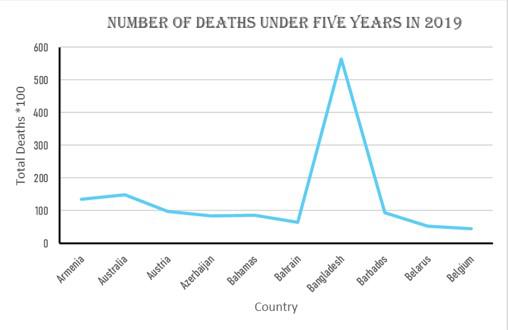 NUMBER OF DEATHS UNDER FIVE YEARS IN 2019
600
500
400
300
200
100
0
Total Deaths *100
Armenia
Australia
Austria
Azerbaijan
Bahamas
Bahrain
Bangladesh
Barbados
Belarus
Belgium
Country